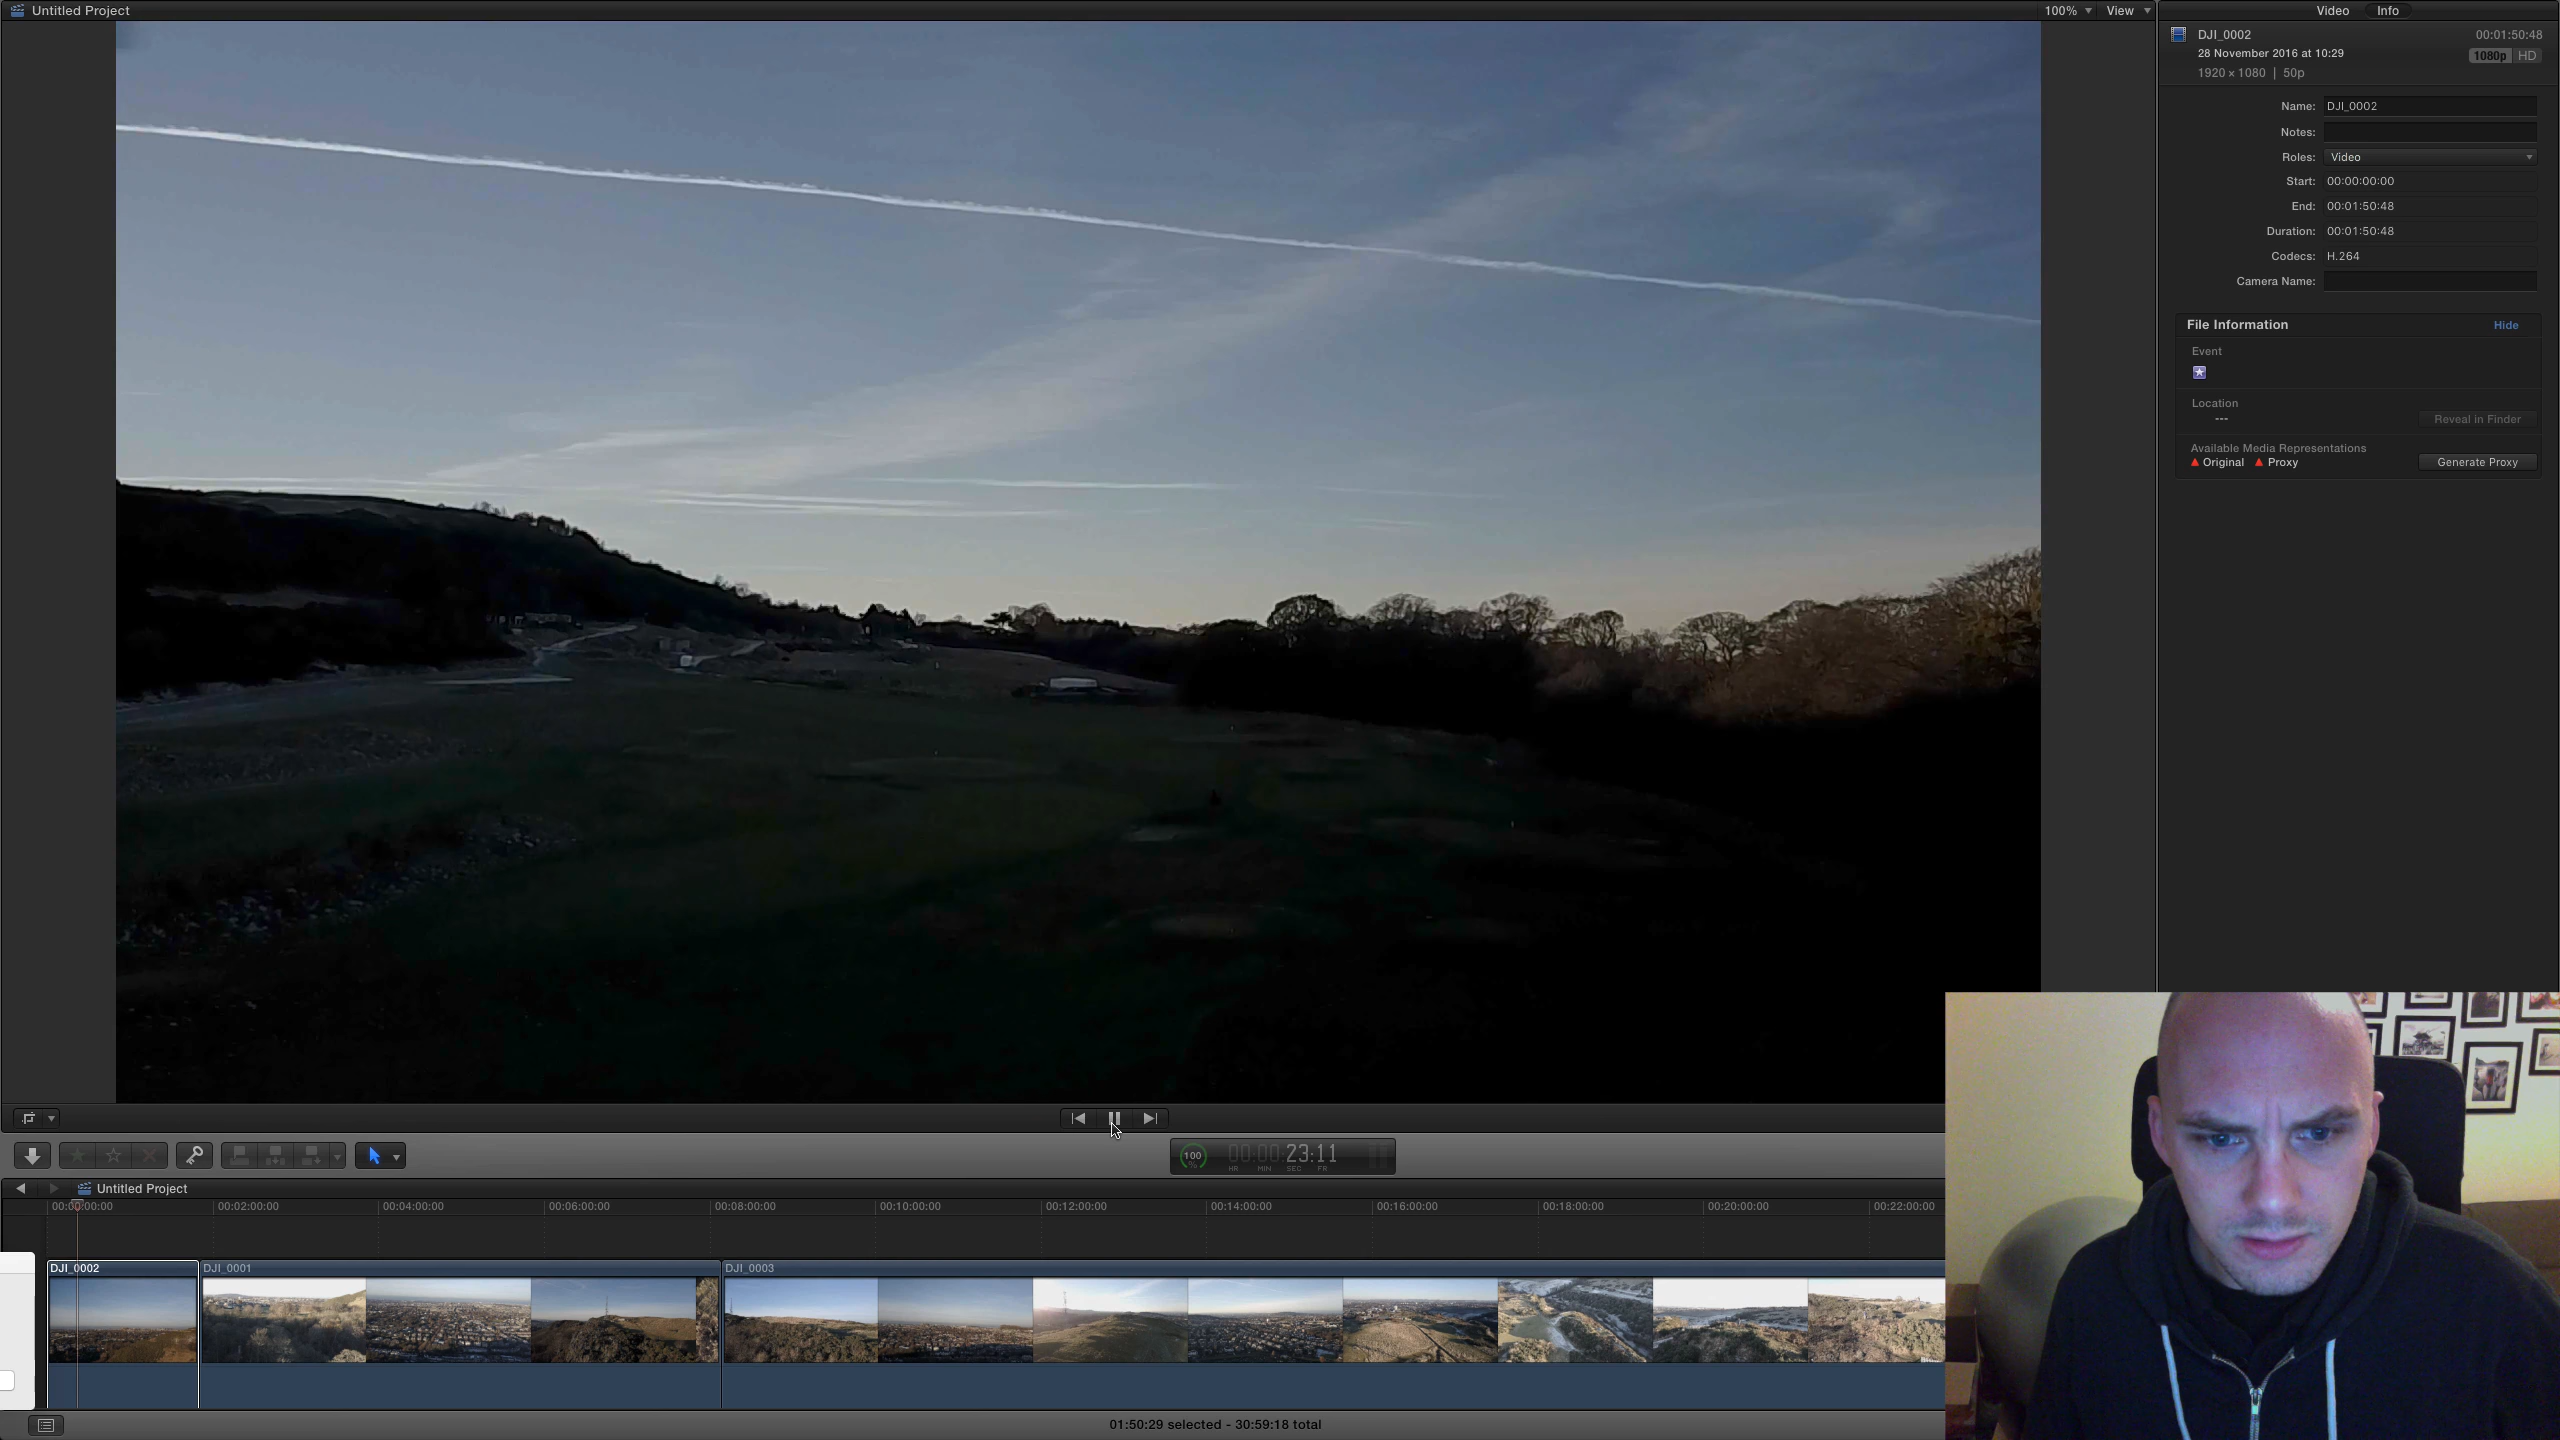 Untitled Project
100%
View
Video
Info
DJI_0002
00:01:50:48
28 November 2016 at 10:29
1080p
HD
1920 × 1080 | 50p
Name:
DJI_0002
Notes:
Roles:
Video
Start:
00:00:00:00
End:
00:01:50:48
Duration:
00:01:50:48
Codecs:
H.264
Camera Name:
File Information
Hide
Event
Location
---
Reveal in Finder
Available Media Representations
Original
Proxy
Generate Proxy
100
%
00:00:23:11
HR
MIN
SEC
FR
Untitled Project
00:00:00:00
00:02:00:00
00:04:00:00
00:06:00:00
00:08:00:00
00:10:00:00
00:12:00:00
00:14:00:00
00:16:00:00
00:18:00:00
00:20:00:00
00:22:00:00
DJI_0002
DJI_0001
DJI_0003
01:50:29 selected - 30:59:18 total